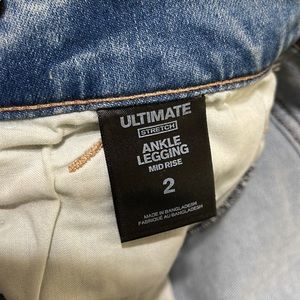 ULTIMATE
STRETCH
ANKLE
LEGGING
MID RISE
2
MADE IN BANGLADESH
FABRIQUÉ AU BANGLADESH